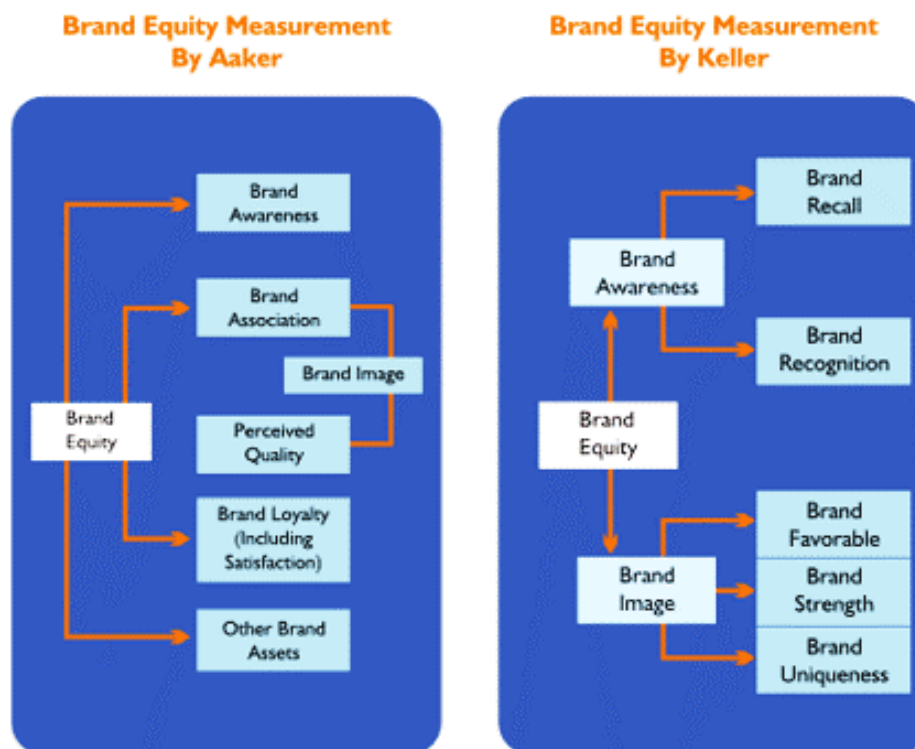 Brand Equity Measurement
By Aaker
Brand
Awareness
Brand
Association
Brand Image
Brand
Equity
Perceived
Quality
Brand Loyalty
(Including
Satisfaction)
Other Brand
Assets
Brand Equity Measurement
By Keller
Brand
Recall
Brand
Awareness
Brand
Recognition
Brand
Equity
Brand
Favorable
Brand
Image
Brand
Strength
Brand
Uniqueness